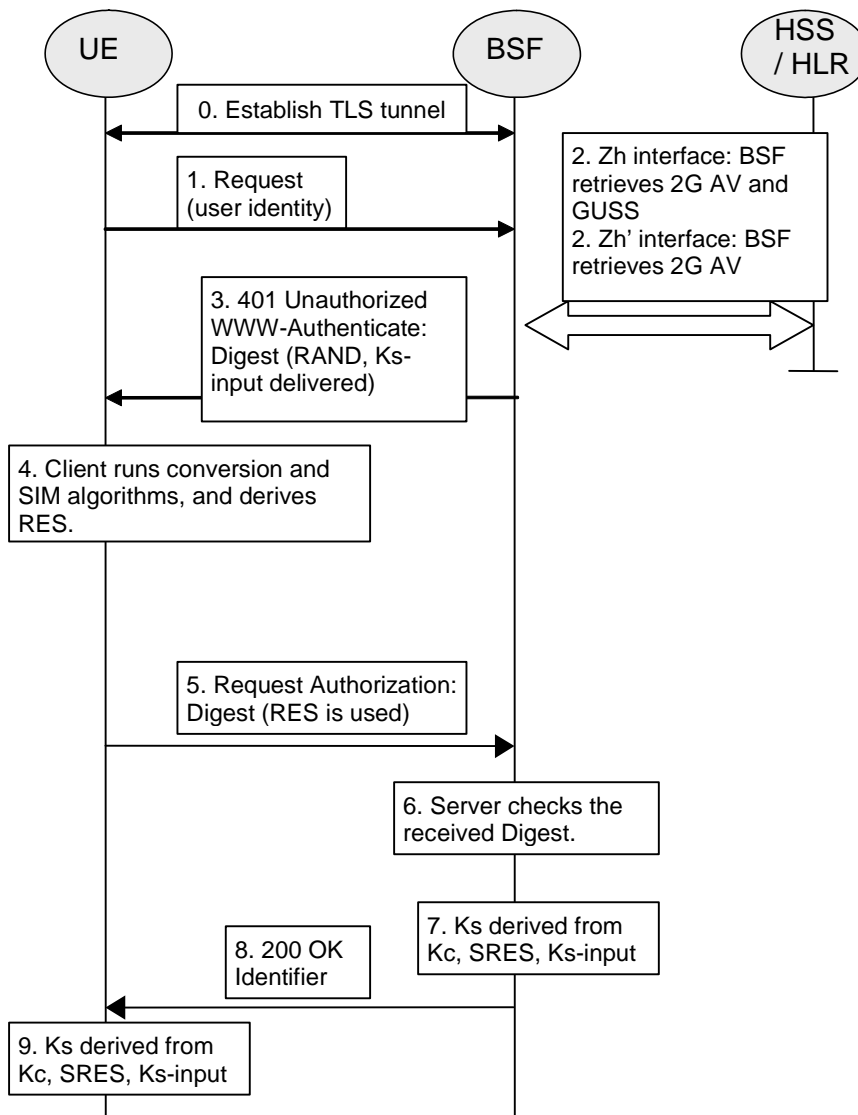 UE
BSF
HSS
/ HLR
0. Establish TLS tunnel
1. Request
(user identity)
2. Zh interface: BSF
retrieves 2G AV and
GUSS
2. Zh’ interface: BSF
retrieves 2G AV
3. 401 Unauthorized
WWW-Authenticate:
Digest (RAND, Ks-
input delivered)
4. Client runs conversion and
SIM algorithms, and derives
RES.
5. Request Authorization:
Digest (RES is used)
6. Server checks the
received Digest.
7. Ks derived from
Kc, SRES, Ks-input
8. 200 OK
Identifier
9. Ks derived from
Kc, SRES, Ks-input